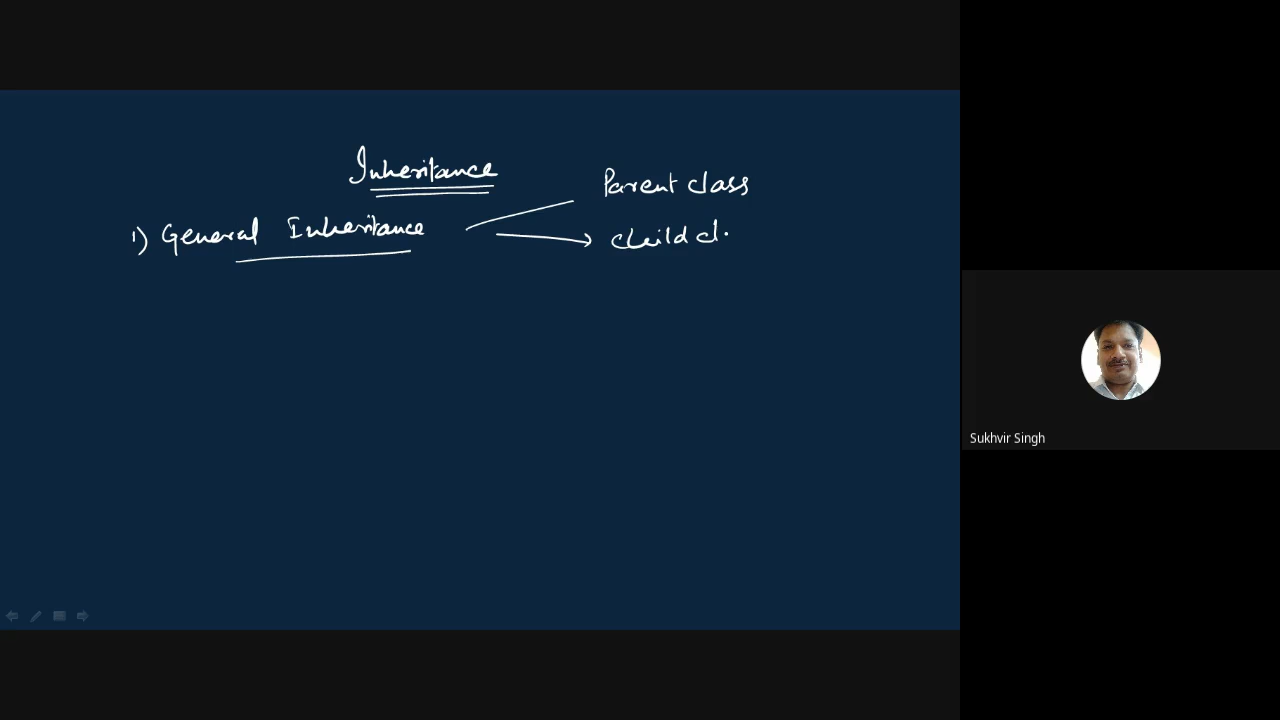 Inheritance
1) General Inheritance
Parent class
child cl.
Sukhvir Singh